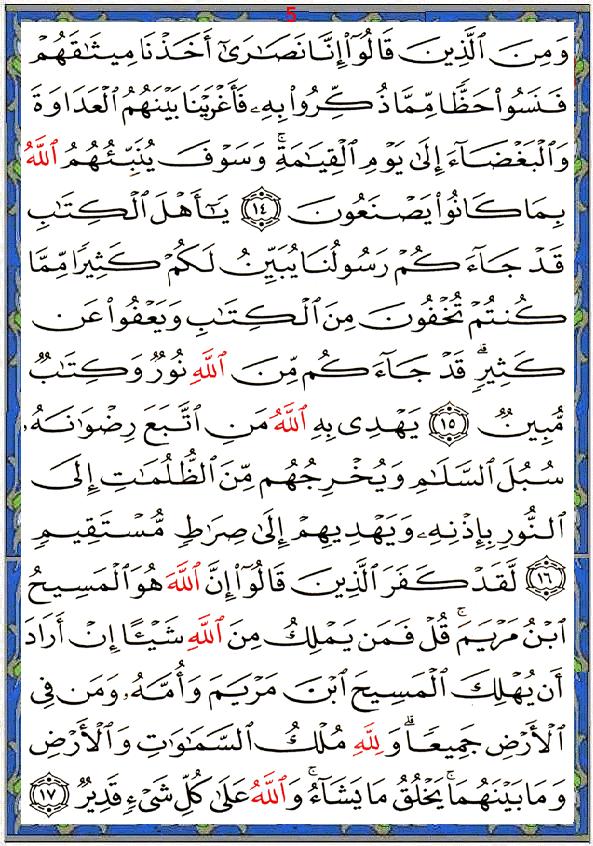 5
وَمِنَ ٱلَّذِينَ قَالُوٓا۟ إِنَّا نَصَـٰرَىٰٓ أَخَذْنَا مِيثَـٰقَهُمْ
فَنَسُوا۟ حَظًّا مِّمَّا ذُكِّرُوا۟ بِهِۦ فَأَغْرَيْنَا بَيْنَهُمُ ٱلْعَدَاوَةَ
وَٱلْبَغْضَآءَ إِلَىٰ يَوْمِ ٱلْقِيَـٰمَةِ ۚ وَسَوْفَ يُنَبِّئُهُمُ ٱللَّهُ
بِمَا كَانُوا۟ يَصْنَعُونَ ١٤ يَـٰٓأَهْلَ ٱلْكِتَـٰبِ
قَدْ جَآءَكُمْ رَسُولُنَا يُبَيِّنُ لَكُمْ كَثِيرًا مِّمَّا
كُنتُمْ تُخْفُونَ مِنَ ٱلْكِتَـٰبِ وَيَعْفُوا۟ عَن
كَثِيرٍ ۚ قَدْ جَآءَكُم مِّنَ ٱللَّهِ نُورٌ وَكِتَـٰبٌ
مُّبِينٌ ١٥ يَهْدِى بِهِ ٱللَّهُ مَنِ ٱتَّبَعَ رِضْوَٰنَهُۥ
سُبُلَ ٱلسَّلَـٰمِ وَيُخْرِجُهُم مِّنَ ٱلظُّلُمَـٰتِ إِلَى
ٱلنُّورِ بِإِذْنِهِۦ وَيَهْدِيهِمْ إِلَىٰ صِرَٰطٍ مُّسْتَقِيمٍ
١٦ لَّقَدْ كَفَرَ ٱلَّذِينَ قَالُوٓا۟ إِنَّ ٱللَّهَ هُوَ ٱلْمَسِيحُ
ٱبْنُ مَرْيَمَ ۚ قُلْ فَمَن يَمْلِكُ مِنَ ٱللَّهِ شَيْـًٔا إِنْ أَرَادَ
أَن يُهْلِكَ ٱلْمَسِيحَ ٱبْنَ مَرْيَمَ وَأُمَّهُۥ وَمَن فِى
ٱلْأَرْضِ جَمِيعًا ۗ وَلِلَّهِ مُلْكُ ٱلسَّمَـٰوَٰتِ وَٱلْأَرْضِ
وَمَا بَيْنَهُمَا ۚ يَخْلُقُ مَا يَشَآءُ ۚ وَٱللَّهُ عَلَىٰ كُلِّ شَىْءٍ قَدِيرٌ ١٧